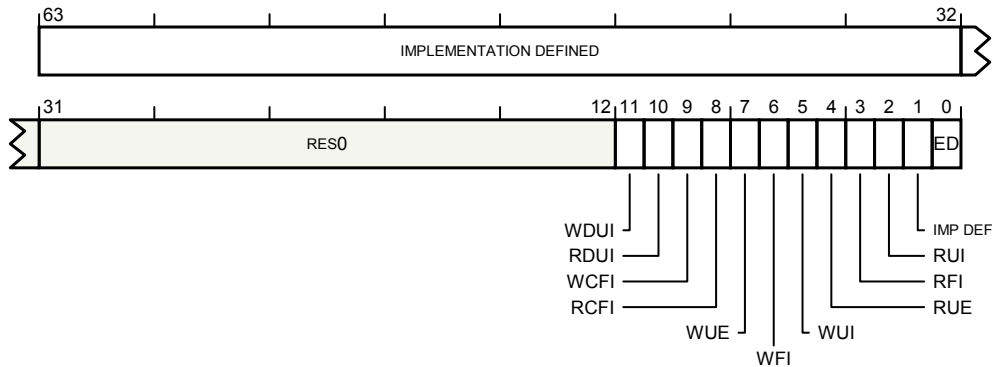 63 32
IMPLEMENTATION DEFINED
31 12 11 10 9 8 7 6 5 4 3 2 1 0
RES0 ED
WDUI IMP DEF
RDUI RUI
WCFI RFI
RCFI RUE
WUE WUI
WFI